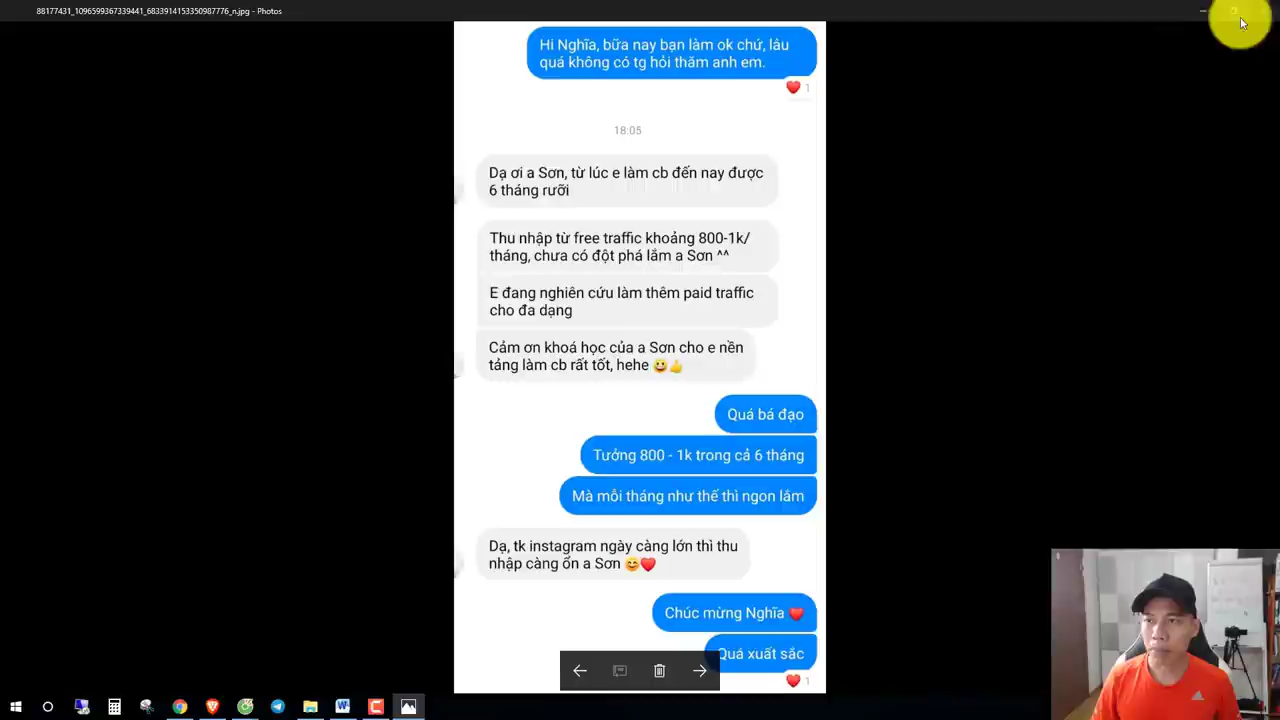 88177431_1096599367339441_6833914153350987776_n.jpg - Photos
Hi Nghĩa, bữa nay bạn làm ok chứ, lâu
quá không có tg hỏi thăm anh em.
1
18:05
Dạ ơi a Sơn, từ lúc e làm cb đến nay được
6 tháng rưỡi
Thu nhập từ free traffic khoảng 800-1k/
tháng, chưa có đột phá lắm a Sơn ^^
E đang nghiên cứu làm thêm paid traffic
cho đa dạng
Cảm ơn khoá học của a Sơn cho e nền
tảng làm cb rất tốt, hehe 😀👍
Quá bá đạo
Tưởng 800 - 1k trong cả 6 tháng
Mà mỗi tháng như thế thì ngon lắm
Dạ, tk instagram ngày càng lớn thì thu
nhập càng ổn a Sơn 😊❤️
Chúc mừng Nghĩa ❤️
Quá xuất sắc
1